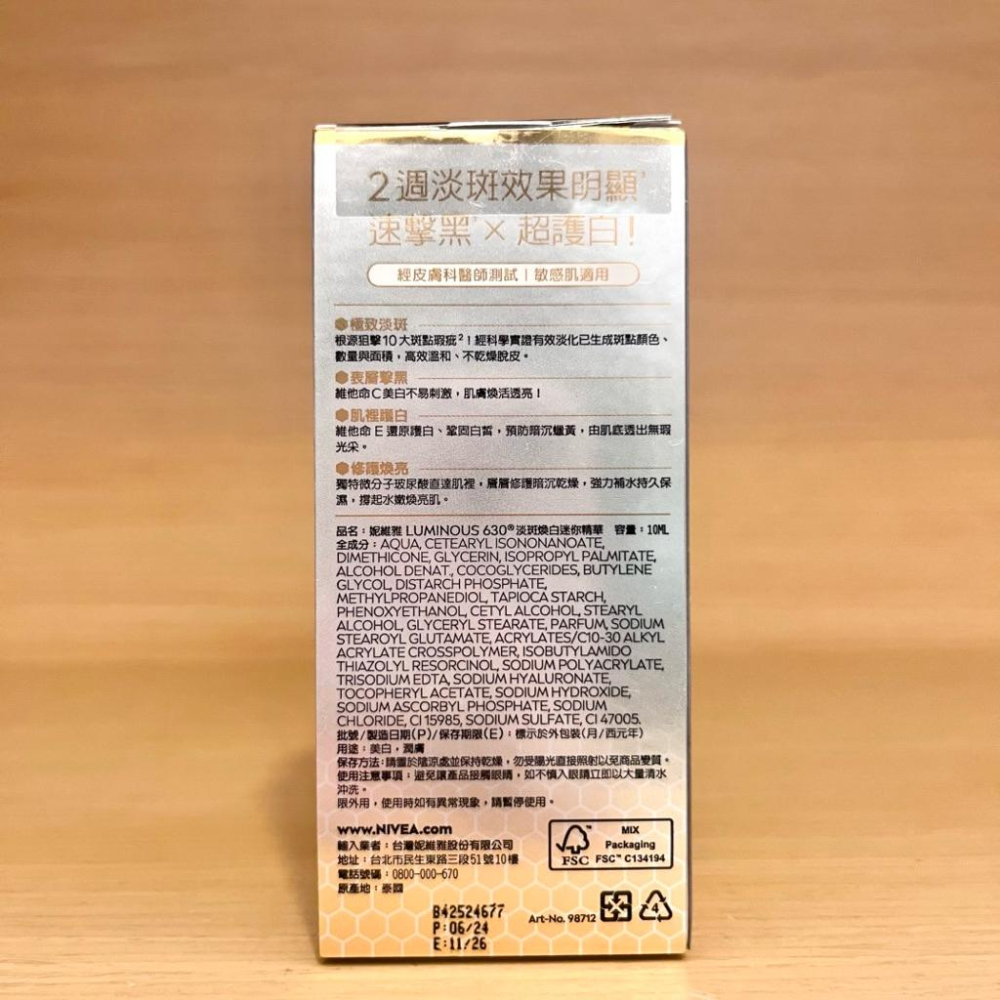 2週淡斑效果明顯¹
速擊黑×超護白!
經皮膚科醫師測試|敏感肌適用
極致淡斑
根源狙擊10大斑點瑕疵²!經科學實證有效淡化已生成斑點顏色、
數量與面積,高效溫和、不乾燥脫皮。
表層擊黑
維他命C美白不易刺激,肌膚煥活透亮!
肌裡護白
維他命E還原護白、鞏固白皙,預防暗沉蠟黃,由肌底透出無瑕
光采。
修護煥亮
獨特微分子玻尿酸直達肌裡,層層修護暗沉乾燥,強力補水持久保
濕,撐起水嫩煥亮肌。
品名:妮維雅 LUMINOUS 630®淡斑煥白迷你精華 容量:10ML
全成分:AQUA, CETEARYL ISONONANOATE,
DIMETHICONE, GLYCERIN, ISOPROPYL PALMITATE,
ALCOHOL DENAT., COCOGLYCERIDES, BUTYLENE
GLYCOL, DISTARCH PHOSPHATE,
METHYLPROPANEDIOL, TAPIOCA STARCH,
PHENOXYETHANOL, CETYL ALCOHOL, STEARYL
ALCOHOL, GLYCERYL STEARATE, PARFUM, SODIUM
STEAROYL GLUTAMATE, ACRYLATES/C10-30 ALKYL
ACRYLATE CROSSPOLYMER, ISOBUTYLAMIDO
THIAZOLYL RESORCINOL, SODIUM POLYACRYLATE,
TRISODIUM EDTA, SODIUM HYALURONATE,
TOCOPHERYL ACETATE, SODIUM HYDROXIDE,
SODIUM ASCORBYL PHOSPHATE, SODIUM
CHLORIDE, CI 15985, SODIUM SULFATE, CI 47005.
批號/製造日期(P)/保存期限(E):標示於外包裝(月/西元年)
用途:美白,潤膚
保存方法:請置於陰涼處並保持乾燥,勿受陽光直接照射以免商品變質。
使用注意事項:避免讓產品接觸眼睛,如不慎入眼請立即以大量清水
沖洗。
限外用,使用時如有異常現象,請暫停使用。
www.NIVEA.com
輸入業者:台灣妮維雅股份有限公司
地址:台北市民生東路三段51號10樓
電話號碼:0800-000-670
原產地:泰國
MIX
Packaging
FSC FSC™ C134194
B42524677
P:06/24
E:11/26
Art-No. 98712
4